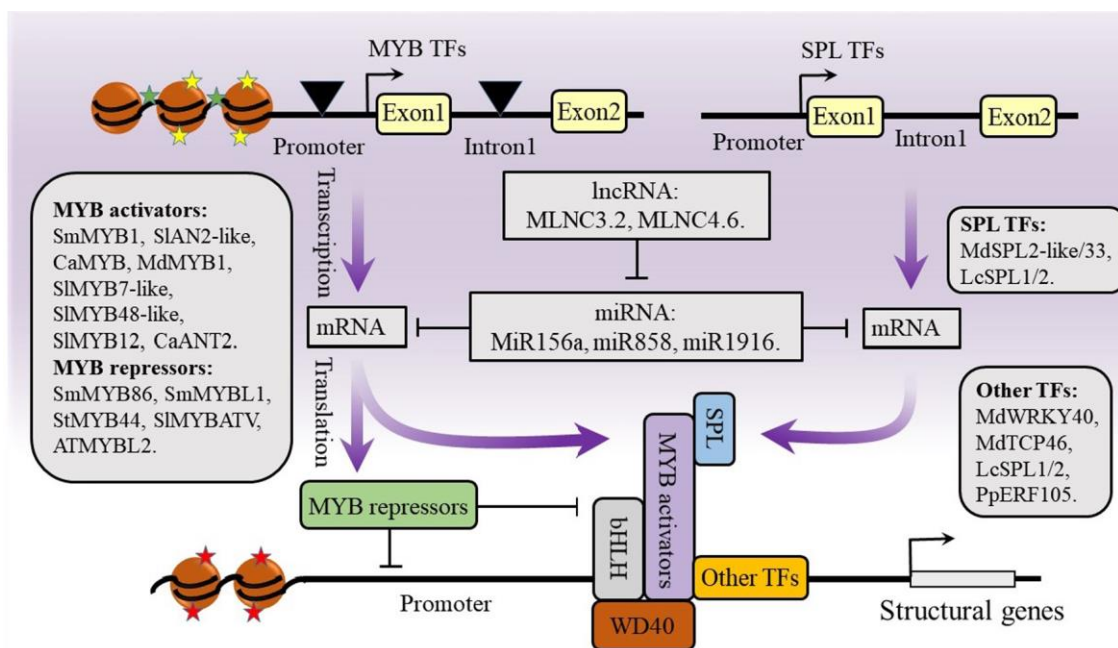 MYB TFs
SPL TFs
Exon1
Exon2
Exon1
Exon2
Promoter
Intron1
Promoter
Intron1
Transcription
lncRNA:
MLNC3.2, MLNC4.6.
MYB activators:
SmMYB1, SlAN2-like,
CaMYB, MdMYB1,
SlMYB7-like,
SlMYB48-like,
SlMYB12, CaANT2.
MYB repressors:
SmMYB86, SmMYBL1,
StMYB44, SlMYBATV,
ATMYBL2.
SPL TFs:
MdSPL2-like/33,
LcSPL1/2.
mRNA
miRNA:
MiR156a, miR858, miR1916.
mRNA
Translation
Other TFs:
MdWRKY40,
MdTCP46,
LcSPL1/2,
PpERF105.
SPL
MYB activators
MYB repressors
bHLH
Other TFs
WD40
Promoter
Structural genes